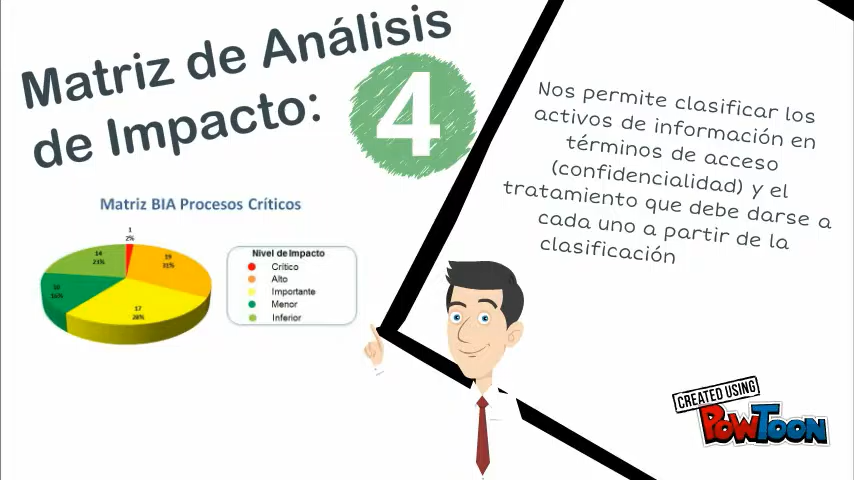 Matriz de Análisis
de Impacto:
4
Nos permite clasificar los
activos de información en
términos de acceso
(confidencialidad) y el
tratamiento que debe darse a
cada uno a partir de la
clasificación
Matriz BIA Procesos Críticos
1
2%
19
31%
17
28%
10
16%
14
23%
Nivel de Impacto
Crítico
Alto
Importante
Menor
Inferior
CREATED USING
POWTOON